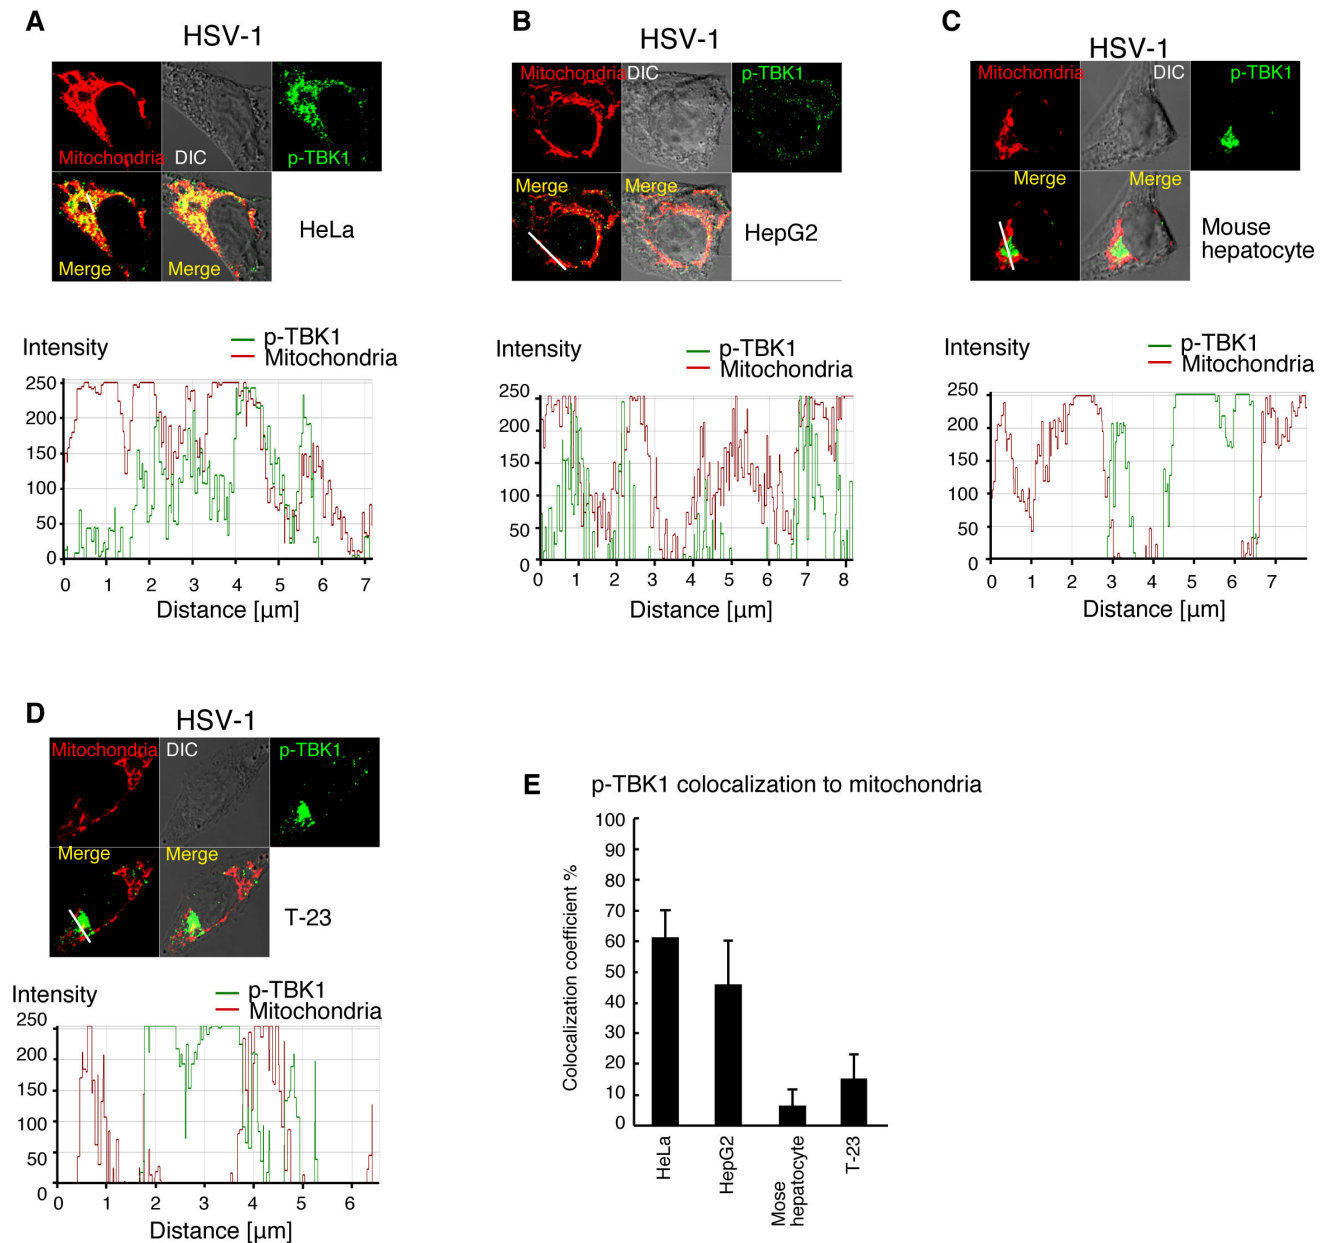 A
HSV-1
Mitochondria
DIC
p-TBK1
Merge
Merge
HeLa
Intensity
p-TBK1
Mitochondria
250
200
150
100
50
0
0 1 2 3 4 5 6 7
Distance [µm]
B
HSV-1
Mitochondria
DIC
p-TBK1
Merge
Merge
HepG2
Intensity
p-TBK1
Mitochondria
250
200
150
100
50
0
0 1 2 3 4 5 6 7 8
Distance [µm]
C
HSV-1
Mitochondria
DIC
p-TBK1
Merge
Merge
Mouse
hepatocyte
Intensity
p-TBK1
Mitochondria
250
200
150
100
50
0
0 1 2 3 4 5 6 7
Distance [µm]
D
HSV-1
Mitochondria
DIC
p-TBK1
Merge
Merge
T-23
Intensity
p-TBK1
Mitochondria
250
200
150
100
50
0
0 1 2 3 4 5 6
Distance [µm]
E
p-TBK1 colocalization to mitochondria
Colocalization coefficient %
100
90
80
70
60
50
40
30
20
10
0
HeLa
HepG2
Mose
hepatocyte
T-23